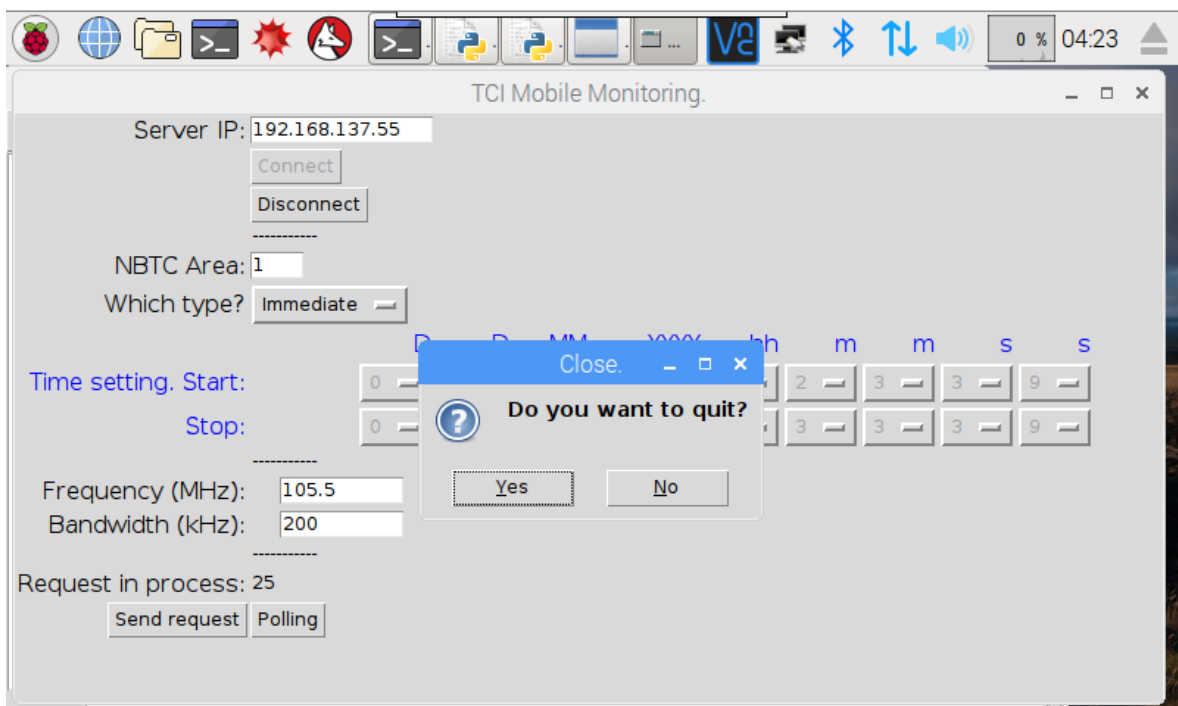 0 % 04:23
TCI Mobile Monitoring.
Server IP: 192.168.137.55
Connect
Disconnect
-----------
NBTC Area: 1
Which type? Immediate
D D MM YYYY hh m m s s
Time setting. Start: 0 2 3 3 9
Stop: 0 3 3 3 9
Close.
Do you want to quit?
Yes No
-----------
Frequency (MHz): 105.5
Bandwidth (kHz): 200
-----------
Request in process: 25
Send request Polling